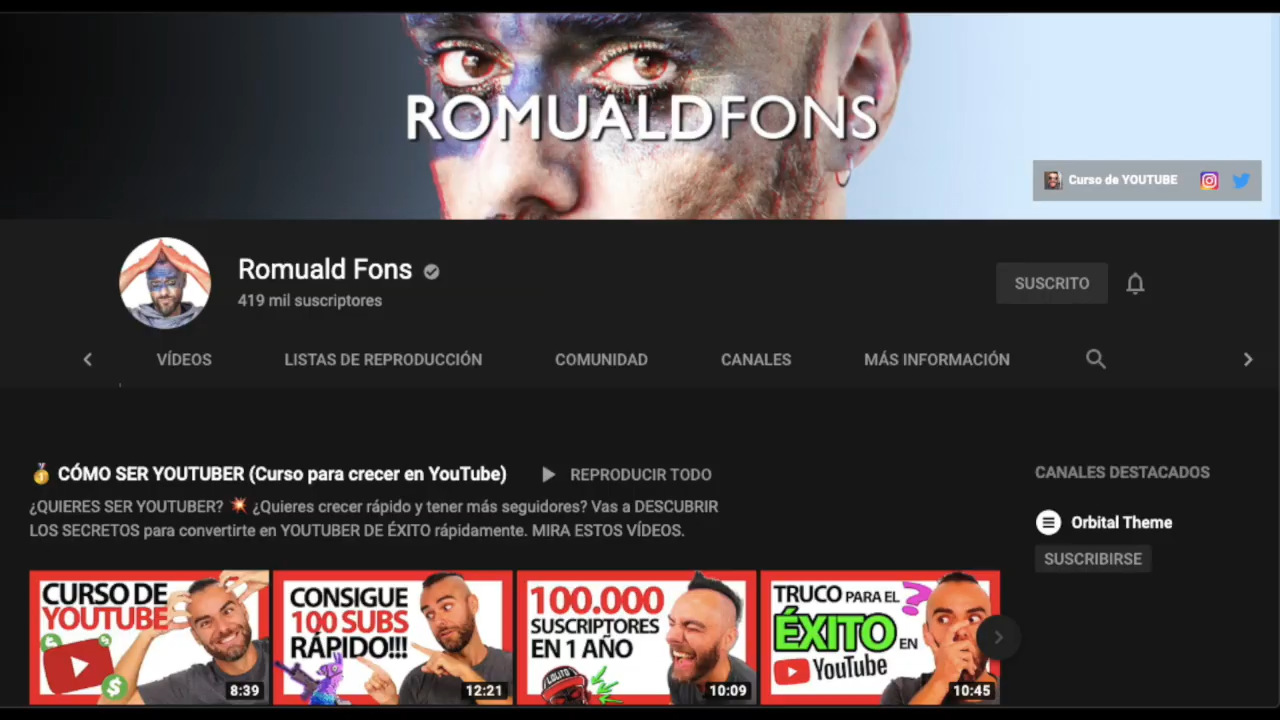 ROMUALDFONS
Curso de YOUTUBE
Romuald Fons
419 mil suscriptores
SUSCRITO
VÍDEOS
LISTAS DE REPRODUCCIÓN
COMUNIDAD
CANALES
MÁS INFORMACIÓN
CÓMO SER YOUTUBER (Curso para crecer en YouTube)
REPRODUCIR TODO
¿QUIERES SER YOUTUBER? 💥 ¿Quieres crecer rápido y tener más seguidores? Vas a DESCUBRIR
LOS SECRETOS para convertirte en YOUTUBER DE ÉXITO rápidamente. MIRA ESTOS VÍDEOS.
CANALES DESTACADOS
Orbital Theme
SUSCRIBIRSE
CURSO DE
YOUTUBE
8:39
CONSIGUE
100 SUBS
RÁPIDO!!!
12:21
100.000
SUSCRIPTORES
EN 1 AÑO
LOLITO
10:09
TRUCO PARA EL
ÉXITO EN
YouTube
?
10:45